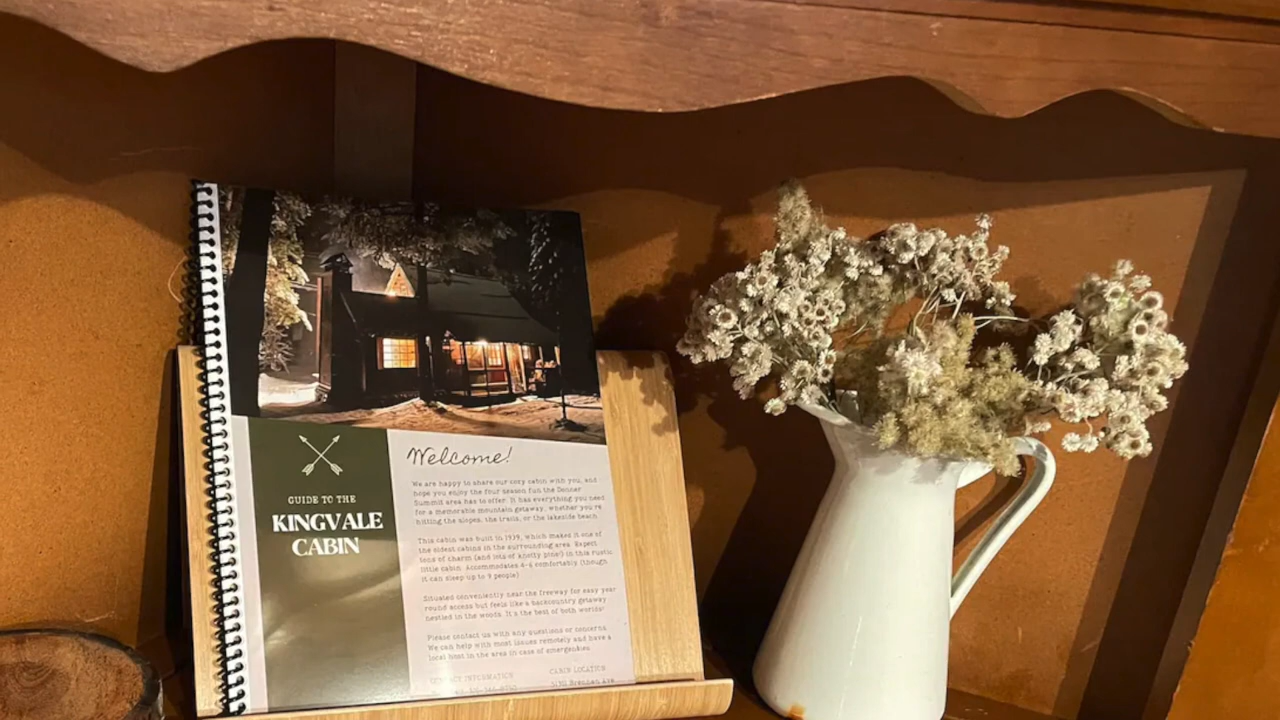 GUIDE TO THE
KINGVALE
CABIN
Welcome!
We are happy to share our cozy cabin with you, and
hope you enjoy the four season fun the Donner
Summit area has to offer. It has everything you need
for a memorable mountain getaway, whether you're
hitting the slopes, the trails, or the lakeside beach.
This cabin was built in 1939, which makes it one of
the oldest cabins in the surrounding area. Expect
tons of charm (and lots of knotty pine!) in this rustic
little cabin. Accommodates 4-6 comfortably (though
it can sleep up to 9 people)
Situated conveniently near the freeway for easy year
round access but feels like a backcountry getaway
nestled in the woods. It's the best of both worlds!
Please contact us with any questions or concerns.
We can help with most issues remotely and have a
local host in the area in case of emergencies.
CONTACT INFORMATION
CABIN LOCATION
Brennan Ave